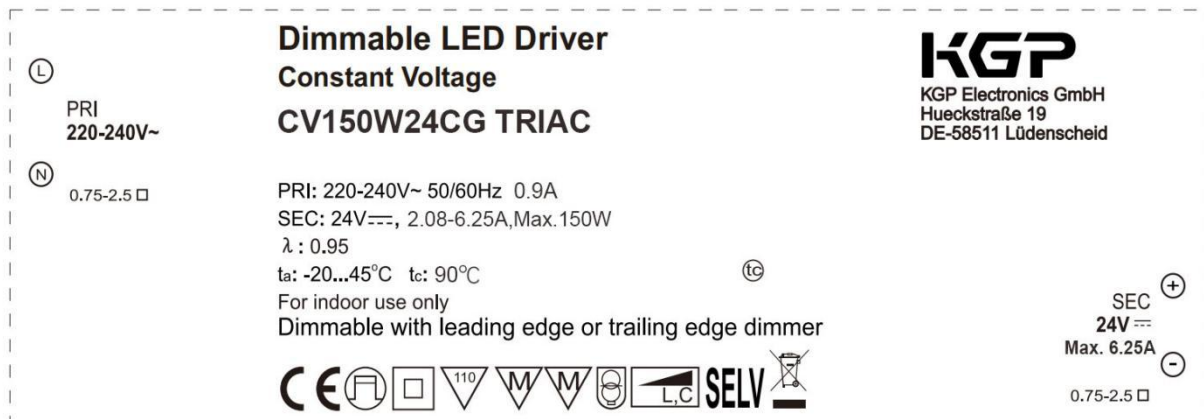 Dimmable LED Driver
Constant Voltage
CV150W24CG TRIAC
KGP
KGP Electronics GmbH
Hueckstraße 19
DE-58511 Lüdenscheid
L
PRI
220-240V~
N
0.75-2.5 □
PRI: 220-240V~ 50/60Hz 0.9A
SEC: 24V⎓, 2.08-6.25A,Max.150W
λ: 0.95
ta: -20...45°C tc: 90°C
tc
For indoor use only
Dimmable with leading edge or trailing edge dimmer
CE 110 M M L,C SELV
+
SEC
24V ⎓
Max. 6.25A
-
0.75-2.5 □